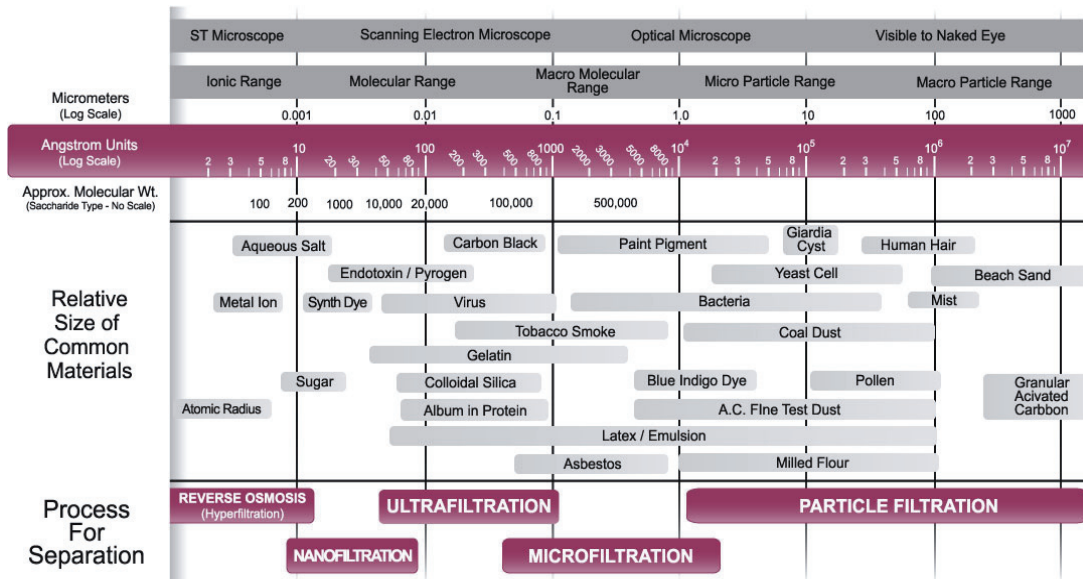 ST Microscope Scanning Electron Microscope Optical Microscope Visible to Naked Eye
Ionic Range Molecular Range Macro Molecular Range Micro Particle Range Macro Particle Range
Micrometers
(Log Scale) 0.001 0.01 0.1 1.0 10 100 1000
Angstrom Units
(Log Scale) 2 3 5 8 10 20 30 50 80 100 200 300 500 800 1000 2000 3000 5000 8000 10⁴ 2 3 5 8 10⁵ 2 3 5 8 10⁶ 2 3 5 8 10⁷
Approx. Molecular Wt.
(Saccharide Type - No Scale) 100 200 1000 10,000 20,000 100,000 500,000
Relative
Size of
Common
Materials
Aqueous Salt Carbon Black Paint Pigment Giardia Cyst Human Hair
Endotoxin / Pyrogen Yeast Cell Beach Sand
Metal Ion Synth Dye Virus Bacteria Mist
Tobacco Smoke Coal Dust
Gelatin
Sugar Colloidal Silica Blue Indigo Dye Pollen Granular Acivated Carbbon
Atomic Radius Album in Protein A.C. FIne Test Dust
Latex / Emulsion
Asbestos Milled Flour
Process
For
Separation
REVERSE OSMOSIS
(Hyperfiltration)
ULTRAFILTRATION PARTICLE FILTRATION
NANOFILTRATION MICROFILTRATION